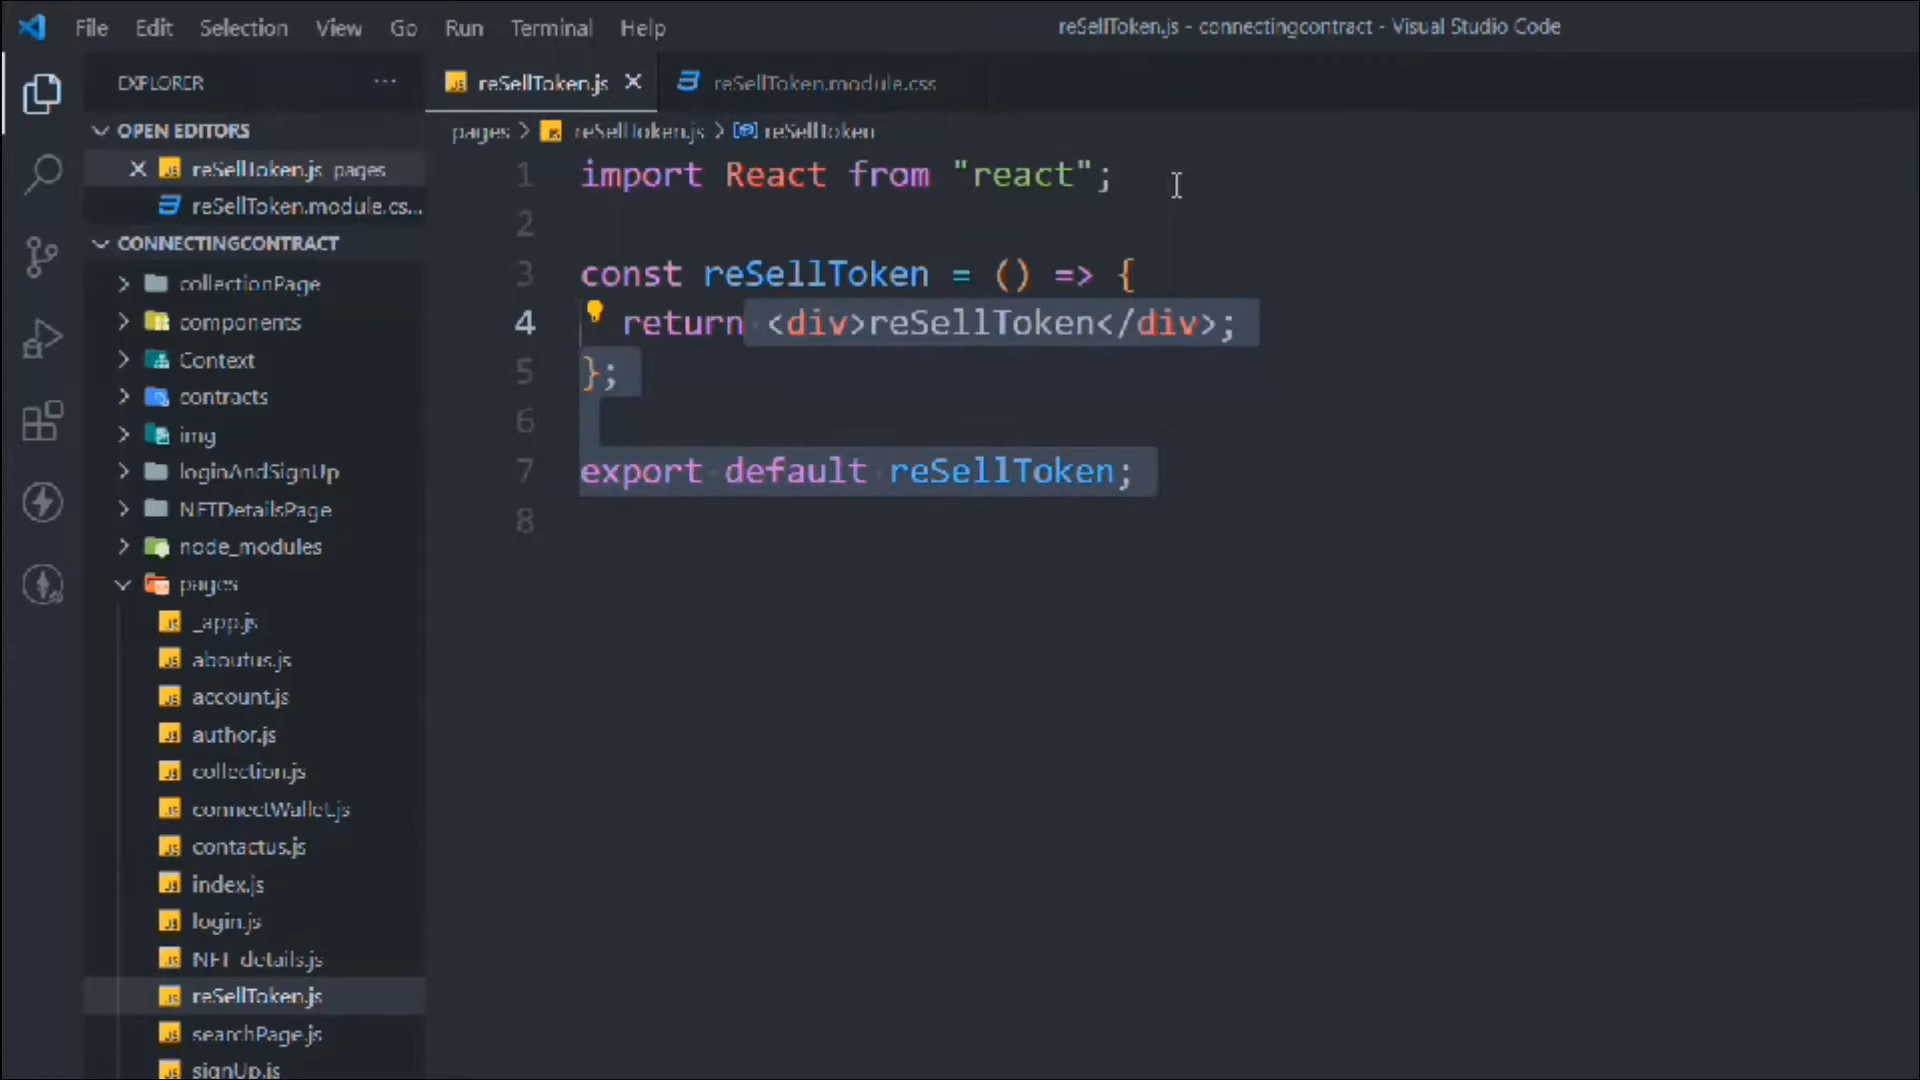 File Edit Selection View Go Run Terminal Help
reSellToken.js - connectingcontract - Visual Studio Code
EXPLORER ...
reSellToken.js
reSellToken.module.css
OPEN EDITORS
reSellToken.js pages
reSellToken.module.cs...
CONNECTINGCONTRACT
collectionPage
components
Context
contracts
img
loginAndSignUp
NFTDetailsPage
node_modules
pages
_app.js
aboutus.js
account.js
author.js
collection.js
connectWallet.js
contactus.js
index.js
login.js
NFT_details.js
reSellToken.js
searchPage.js
signUp.js
pages > reSellToken.js > reSellToken
1 import React from "react";
2
3 const reSellToken = () => {
4 return <div>reSellToken</div>;
5 };
6
7 export default reSellToken;
8